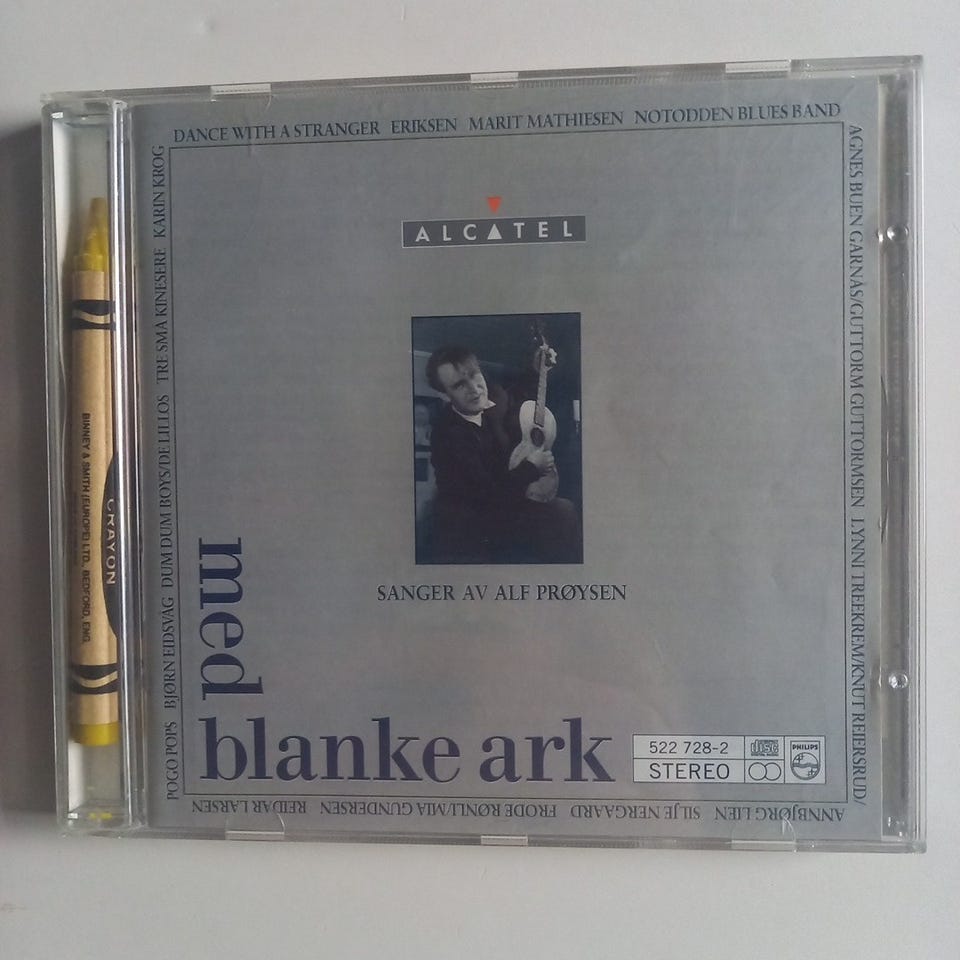 DANCE WITH A STRANGER ERIKSEN MARIT MATHIESEN NOTODDEN BLUES BAND
AGNES BUEN GARNÅS/GUTTORM GUTTORMSEN LYNNI TREEKREM/KNUT REIERSRUD/
ANNBJØRG LIEN SILJE NERGAARD FRODE RØNLI/MIA GUNDERSEN REIDAR LARSEN
POGO POPS BJØRN EIDSVÅG DUM DUM BOYS/DE LILLOS TRE SMÅ KINESERE KARIN KROG
ALCATEL
SANGER AV ALF PRØYSEN
med
blanke ark
522 728-2
STEREO
disc
PHILIPS
CRAYON
BINNEY & SMITH (EUROPE) LTD., BEDFORD, ENG.